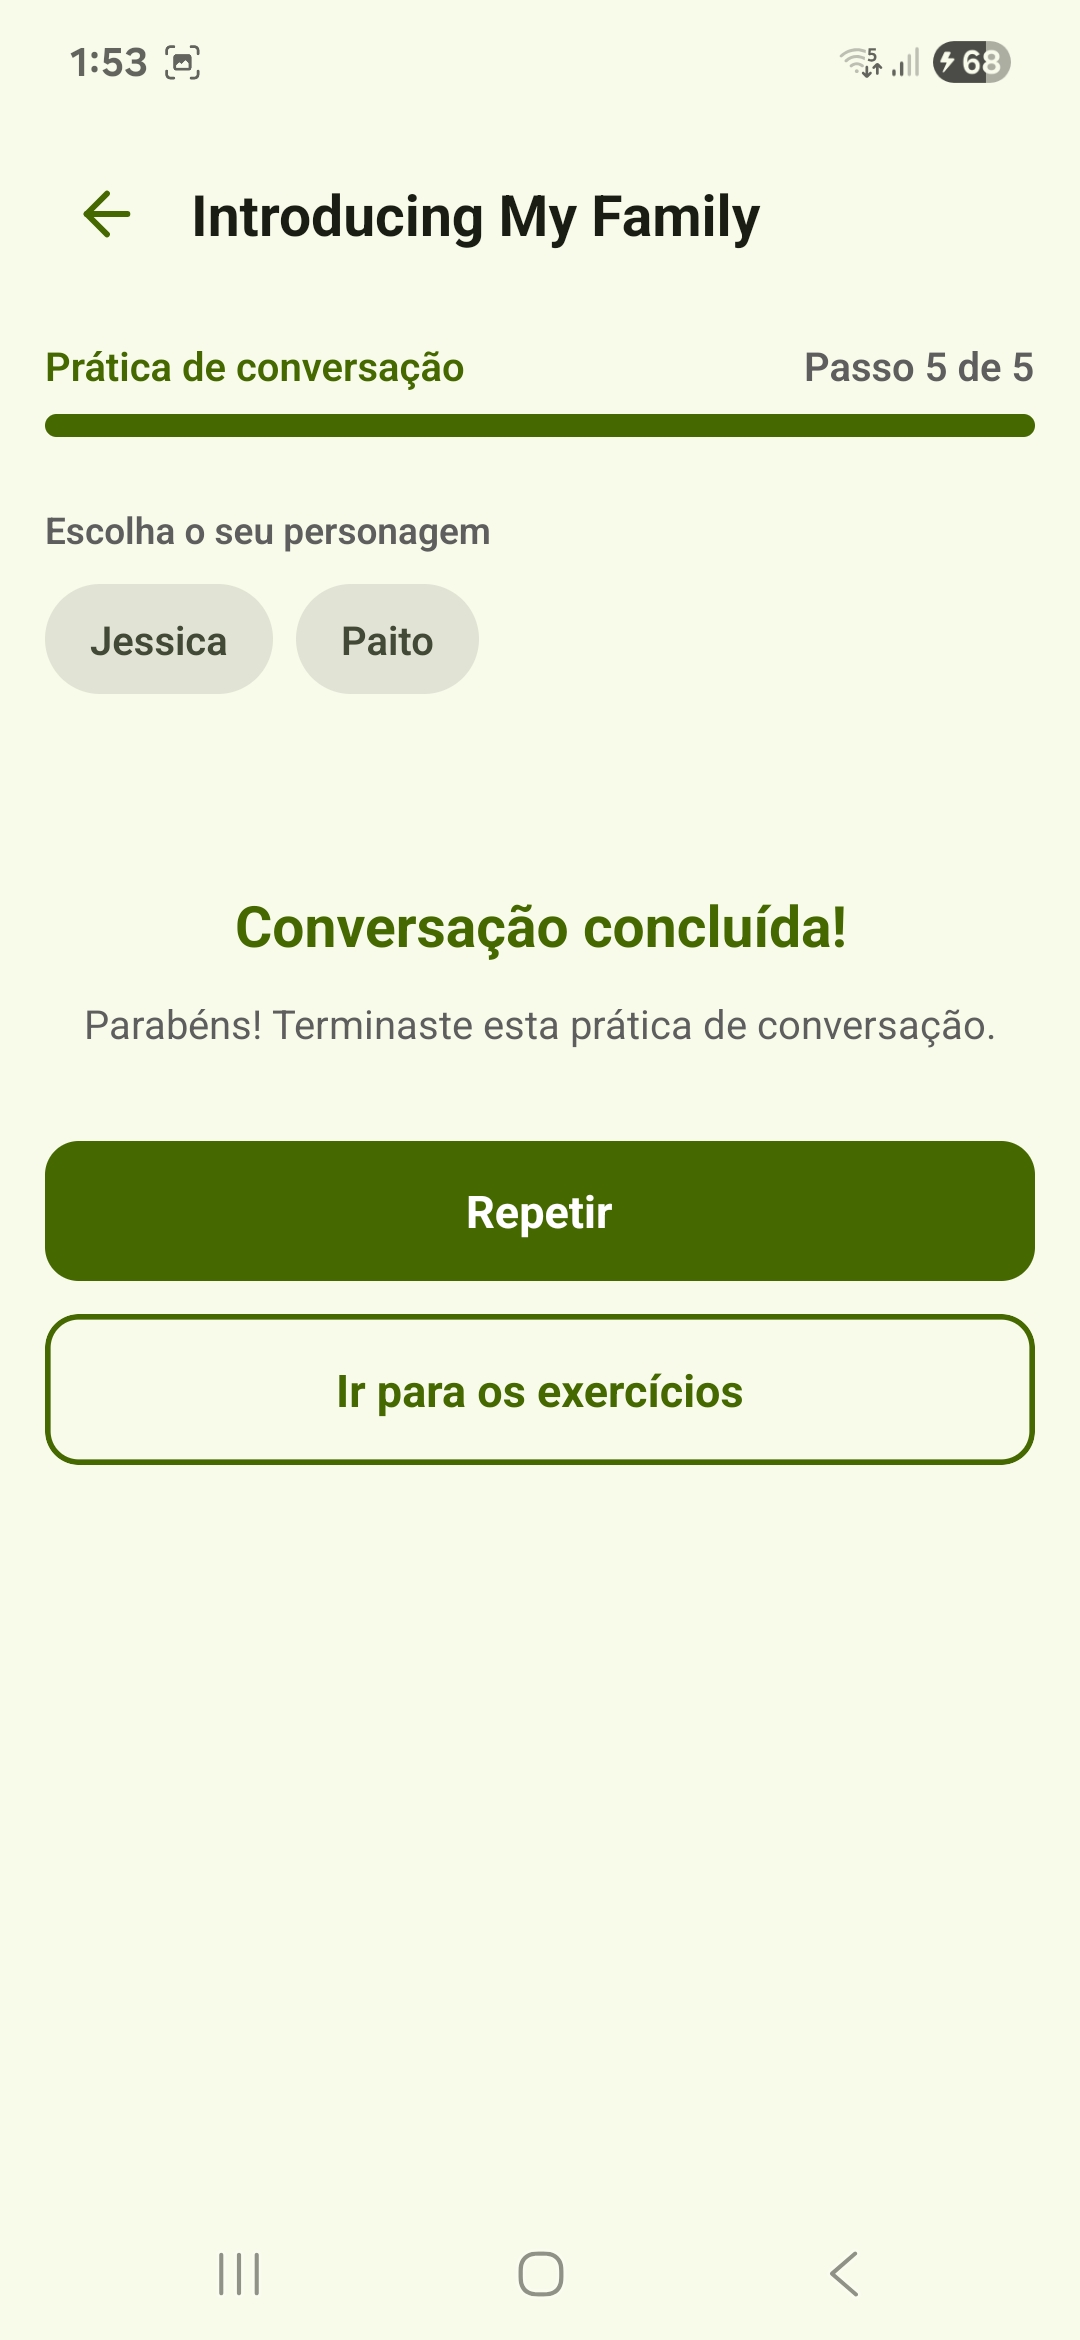 1:53
5
68
Introducing My Family
Prática de conversação
Passo 5 de 5
Escolha o seu personagem
Jessica
Paito
Conversação concluída!
Parabéns! Terminaste esta prática de conversação.
Repetir
Ir para os exercícios